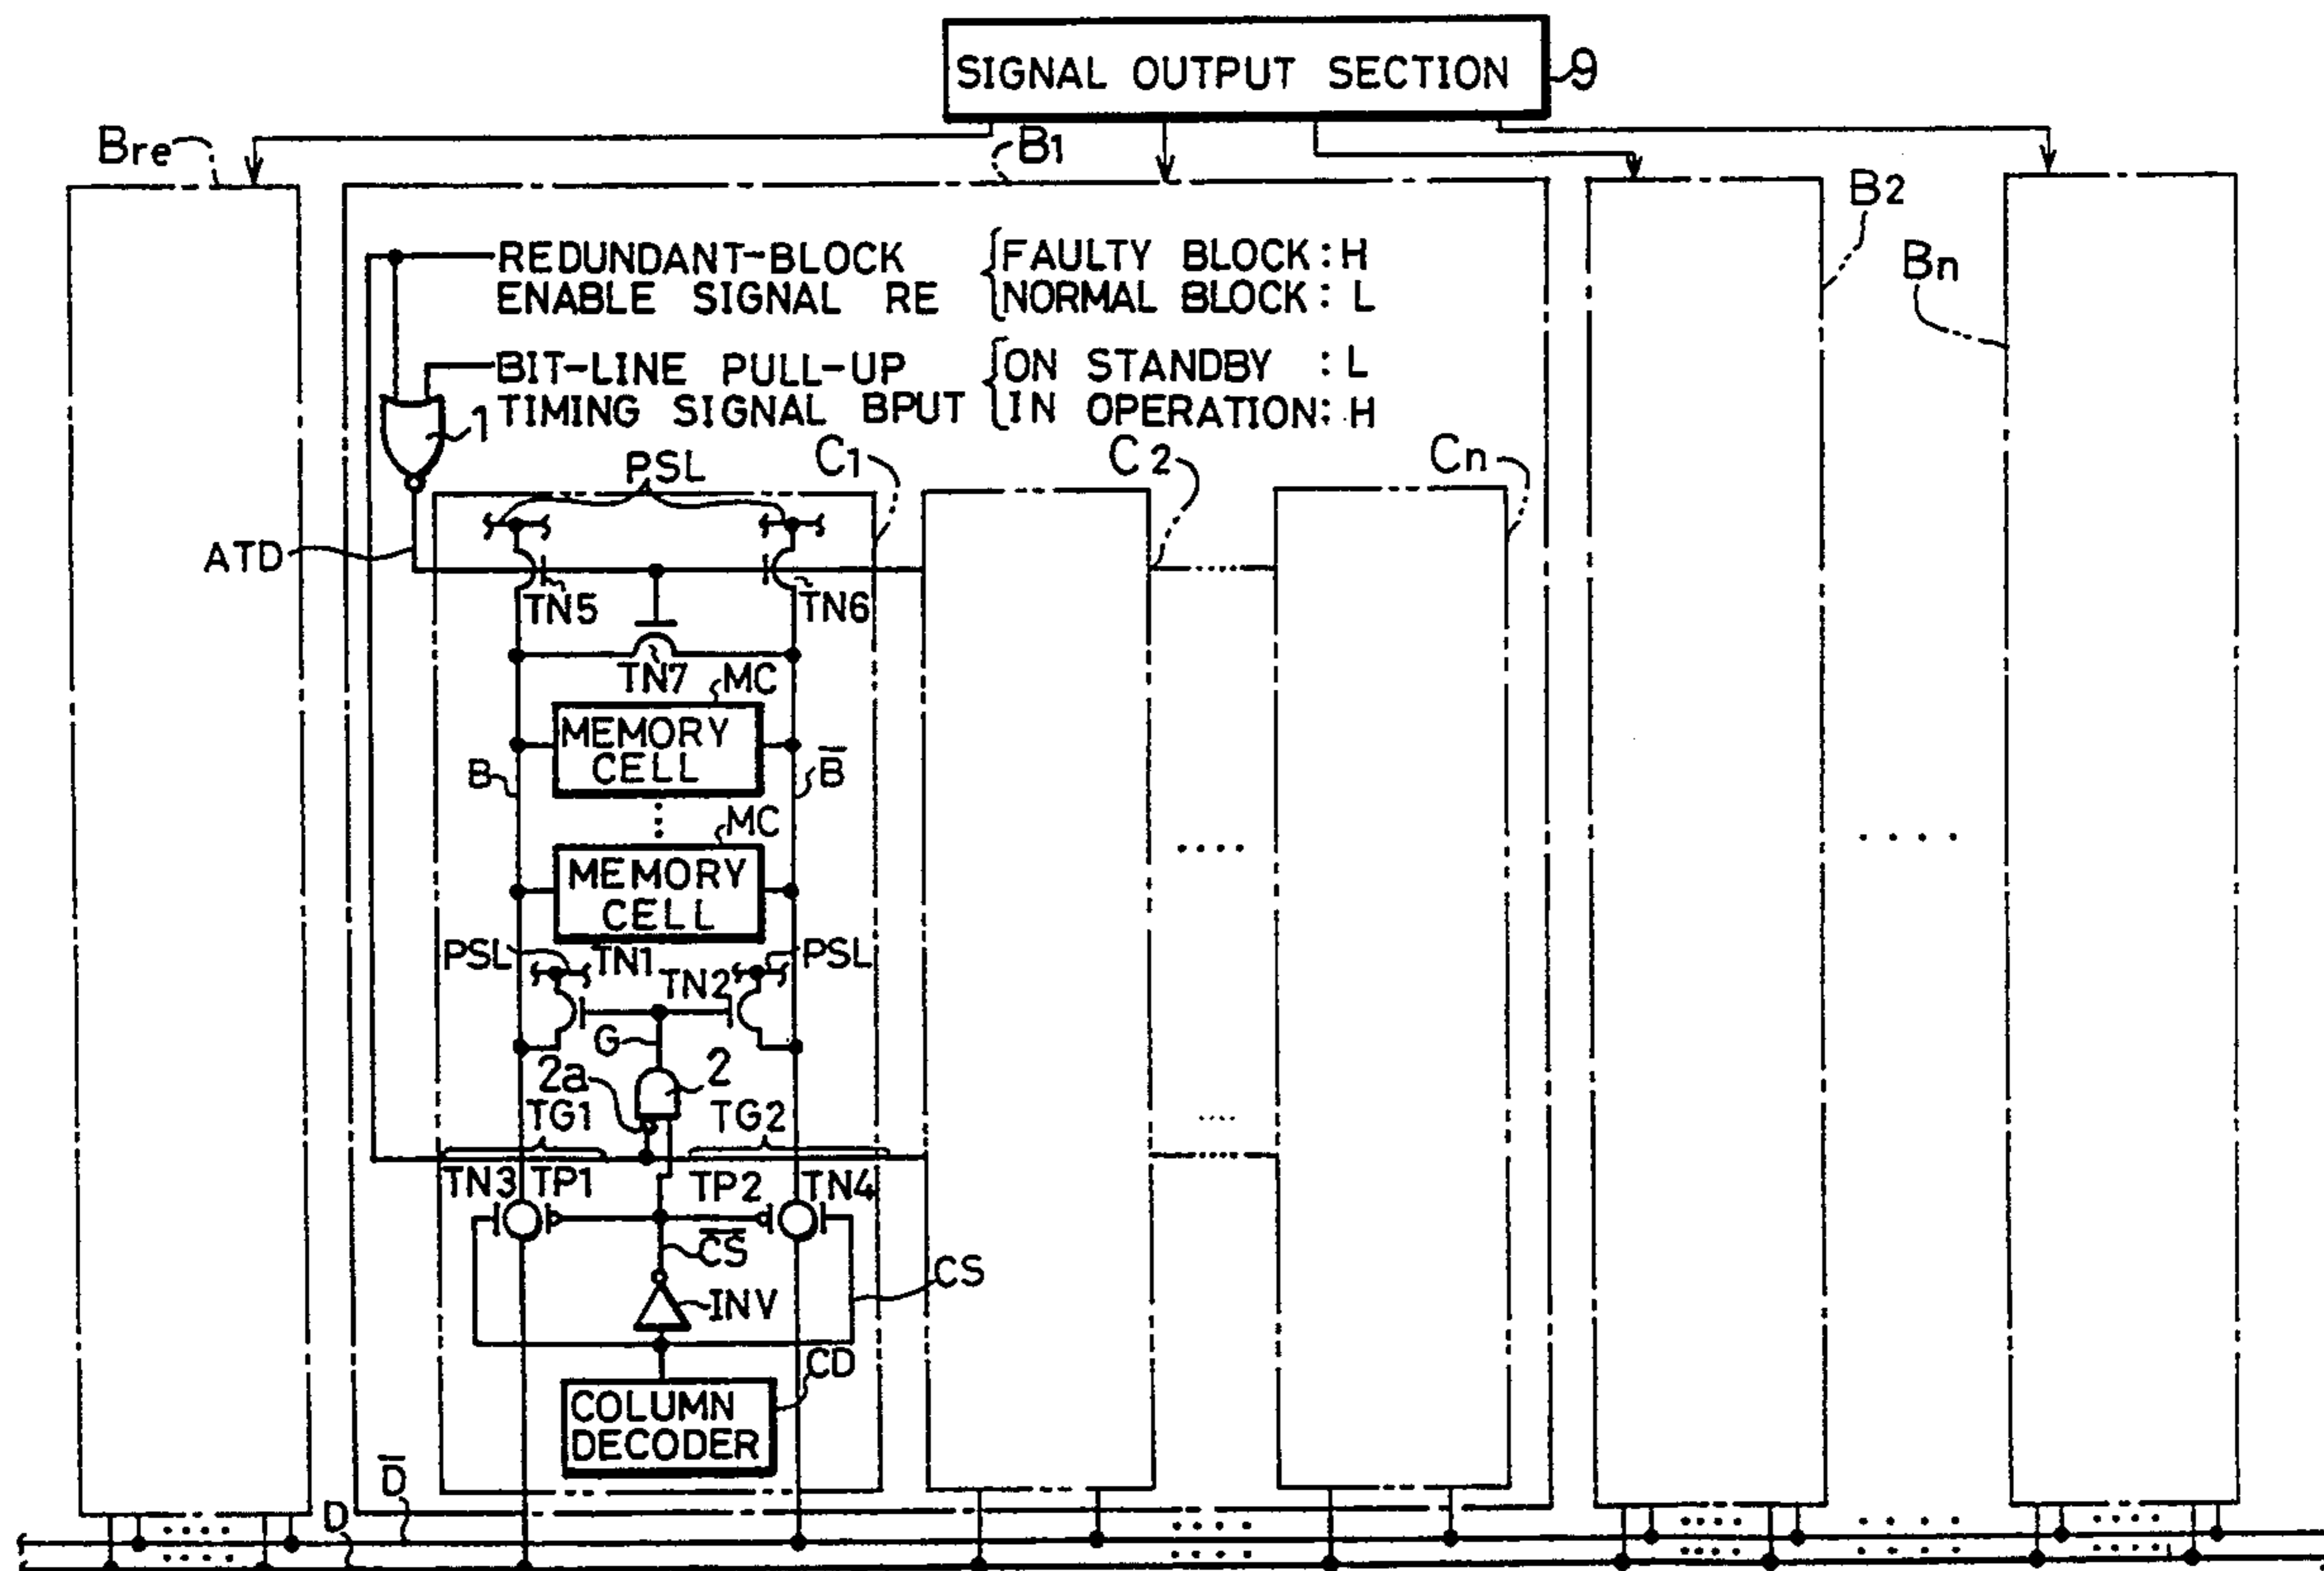 SIGNAL OUTPUT SECTION 9
Bre
B1
B2
Bn
REDUNDANT-BLOCK {FAULTY BLOCK: H
ENABLE SIGNAL RE {NORMAL BLOCK: L
BIT-LINE PULL-UP {ON STANDBY : L
TIMING SIGNAL BPUT {IN OPERATION: H
1
PSL
C1
C2
Cn
ATD
TN5
TN6
TN7
MC
MEMORY
CELL
B
B̅
MC
MEMORY
CELL
PSL
TN1
TN2
PSL
G
2a
2
TG1
TG2
TN3
TP1
TP2
TN4
C̅S̅
CS
INV
CD
COLUMN
DECODER
D̅
D